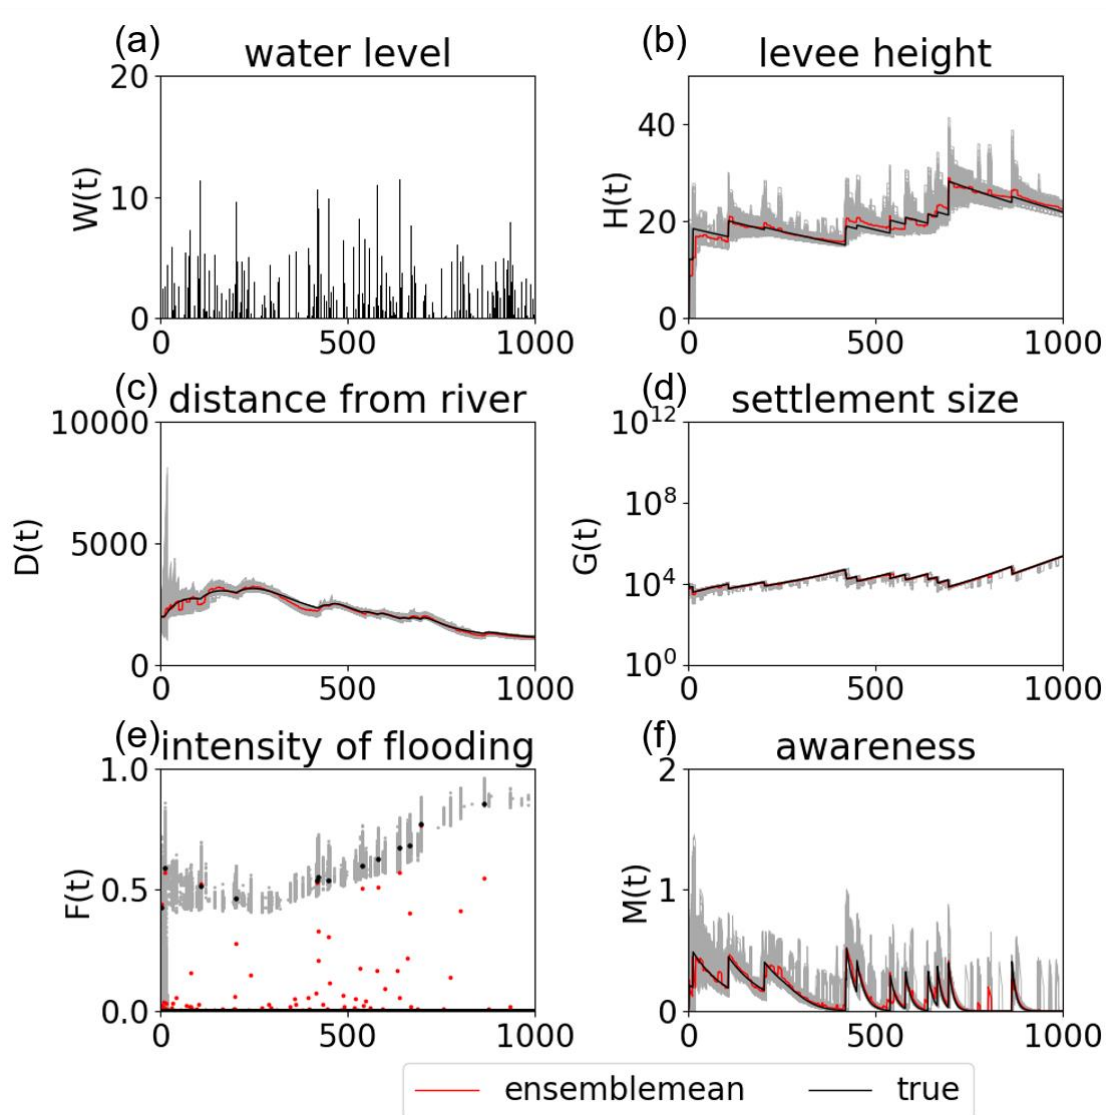 (a) water level
20
10
0
W(t)
0 500 1000
(b) levee height
40
20
0
H(t)
0 500 1000
(c) distance from river
10000
5000
0
D(t)
0 500 1000
(d) settlement size
10^12
10^8
10^4
10^0
G(t)
0 500 1000
(e) intensity of flooding
1.0
0.5
0.0
F(t)
0 500 1000
(f) awareness
2
1
0
M(t)
0 500 1000
ensemblemean true